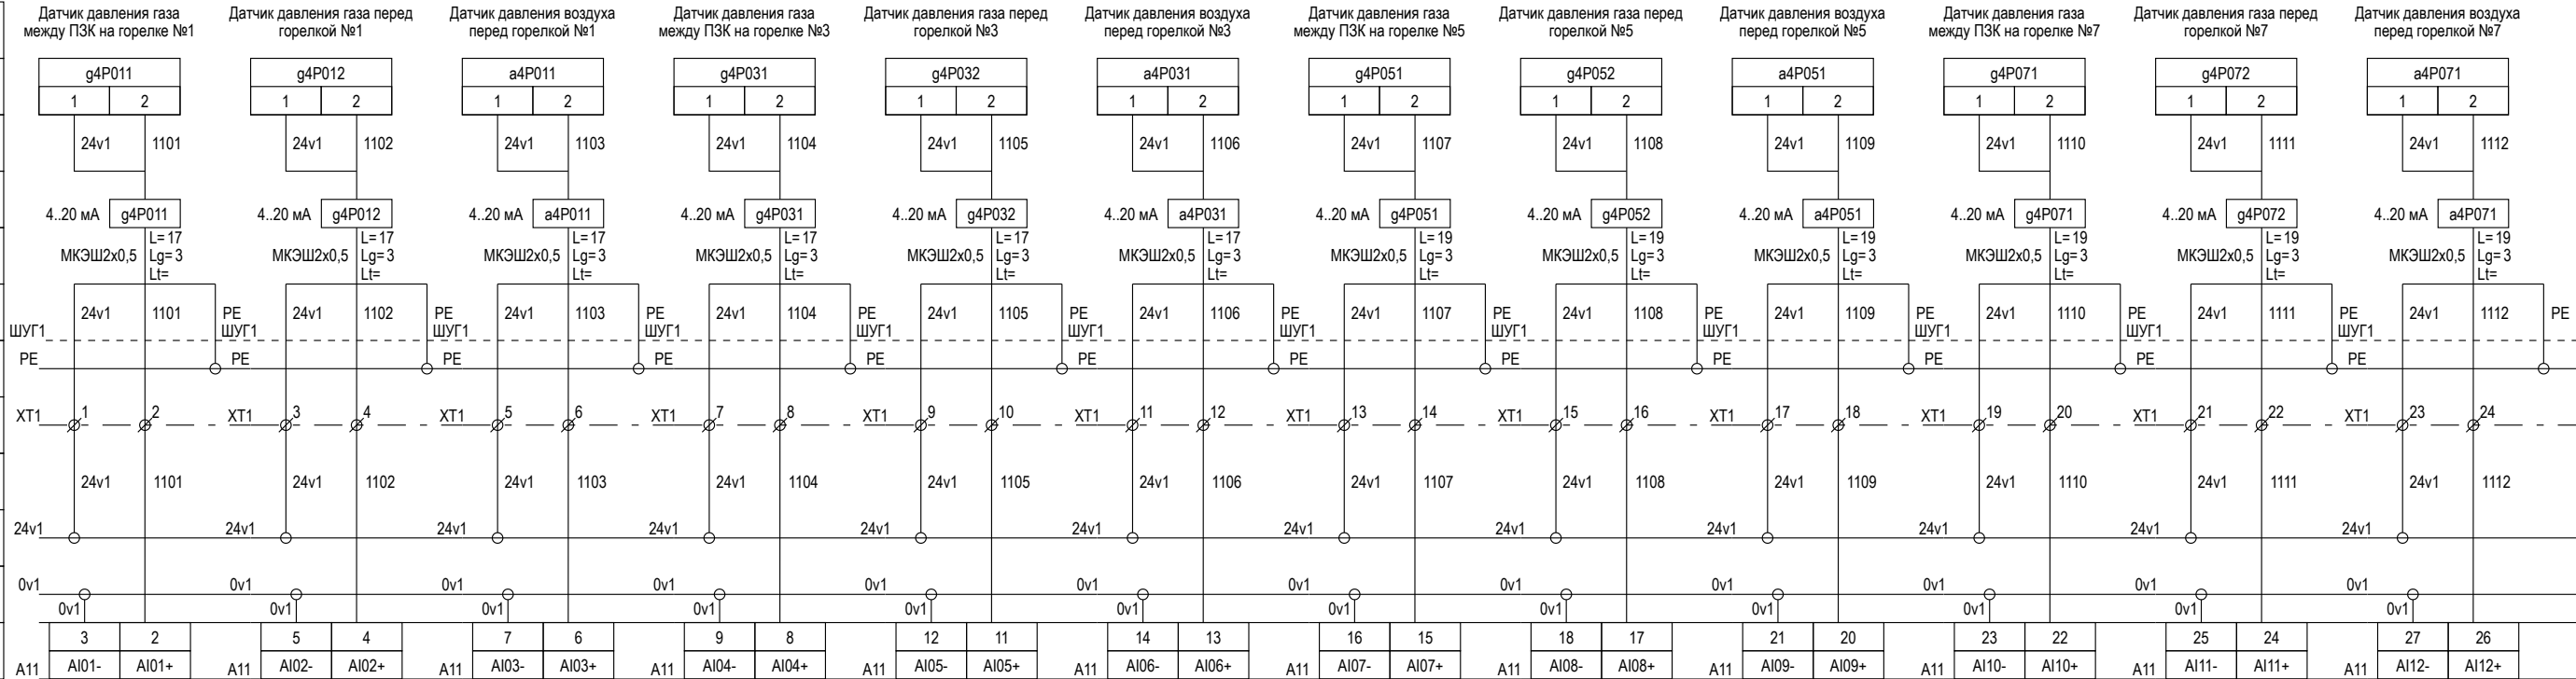 Датчик давления газа Датчик давления газа перед Датчик давления воздуха Датчик давления газа Датчик давления газа перед Датчик давления воздуха Датчик давления газа Датчик давления газа перед Датчик давления воздуха Датчик давления газа Датчик давления газа перед Датчик давления воздуха
между ПЗК на горелке №1 горелкой №1 перед горелкой №1 между ПЗК на горелке №3 горелкой №3 перед горелкой №3 между ПЗК на горелке №5 горелкой №5 перед горелкой №5 между ПЗК на горелке №7 горелкой №7 перед горелкой №7
g4P011 g4P012 a4P011 g4P031 g4P032 a4P031 g4P051 g4P052 a4P051 g4P071 g4P072 a4P071
1 2 1 2 1 2 1 2 1 2 1 2 1 2 1 2 1 2 1 2 1 2 1 2
24v1 1101 24v1 1102 24v1 1103 24v1 1104 24v1 1105 24v1 1106 24v1 1107 24v1 1108 24v1 1109 24v1 1110 24v1 1111 24v1 1112
4..20 мА g4P011 4..20 мА g4P012 4..20 мА a4P011 4..20 мА g4P031 4..20 мА g4P032 4..20 мА a4P031 4..20 мА g4P051 4..20 мА g4P052 4..20 мА a4P051 4..20 мА g4P071 4..20 мА g4P072 4..20 мА a4P071
L=17 L=17 L=17 L=17 L=17 L=17 L=19 L=19 L=19 L=19 L=19 L=19
МКЭШ2х0,5 Lg=3 МКЭШ2х0,5 Lg=3 МКЭШ2х0,5 Lg=3 МКЭШ2х0,5 Lg=3 МКЭШ2х0,5 Lg=3 МКЭШ2х0,5 Lg=3 МКЭШ2х0,5 Lg=3 МКЭШ2х0,5 Lg=3 МКЭШ2х0,5 Lg=3 МКЭШ2х0,5 Lg=3 МКЭШ2х0,5 Lg=3 МКЭШ2х0,5 Lg=3
Lt= Lt= Lt= Lt= Lt= Lt= Lt= Lt= Lt= Lt= Lt= Lt=
24v1 1101 PE 24v1 1102 PE 24v1 1103 PE 24v1 1104 PE 24v1 1105 PE 24v1 1106 PE 24v1 1107 PE 24v1 1108 PE 24v1 1109 PE 24v1 1110 PE 24v1 1111 PE 24v1 1112 PE
ШУГ1 ШУГ1 ШУГ1 ШУГ1 ШУГ1 ШУГ1 ШУГ1 ШУГ1 ШУГ1 ШУГ1 ШУГ1 ШУГ1
PE PE PE PE PE PE PE PE PE PE PE PE
XT1 1 2 XT1 3 4 XT1 5 6 XT1 7 8 XT1 9 10 XT1 11 12 XT1 13 14 XT1 15 16 XT1 17 18 XT1 19 20 XT1 21 22 XT1 23 24
24v1 1101 24v1 1102 24v1 1103 24v1 1104 24v1 1105 24v1 1106 24v1 1107 24v1 1108 24v1 1109 24v1 1110 24v1 1111 24v1 1112
24v1 24v1 24v1 24v1 24v1 24v1 24v1 24v1 24v1 24v1 24v1 24v1
0v1 0v1 0v1 0v1 0v1 0v1 0v1 0v1 0v1 0v1 0v1 0v1
0v1 0v1 0v1 0v1 0v1 0v1 0v1 0v1 0v1 0v1 0v1 0v1
3 2 5 4 7 6 9 8 12 11 14 13 16 15 18 17 21 20 23 22 25 24 27 26
A11 AI01- AI01+ A11 AI02- AI02+ A11 AI03- AI03+ A11 AI04- AI04+ A11 AI05- AI05+ A11 AI06- AI06+ A11 AI07- AI07+ A11 AI08- AI08+ A11 AI09- AI09+ A11 AI10- AI10+ A11 AI11- AI11+ A11 AI12- AI12+